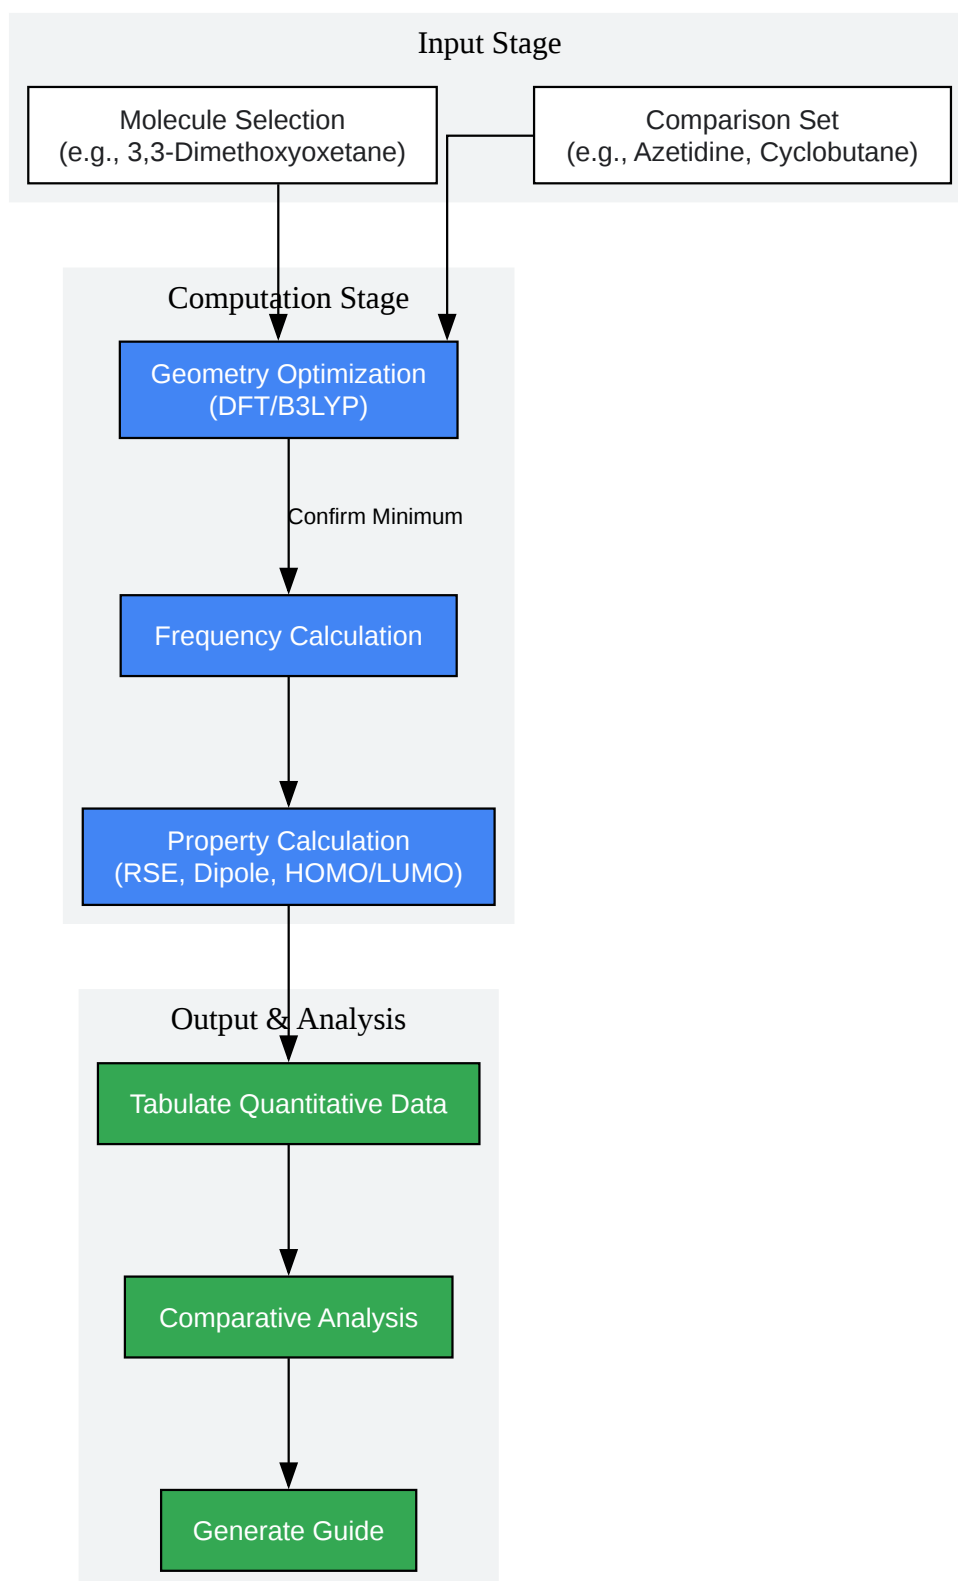 Input Stage
Molecule Selection
(e.g., 3,3-Dimethoxyoxetane)
Comparison Set
(e.g., Azetidine, Cyclobutane)
Computation Stage
Geometry Optimization
(DFT/B3LYP)
Confirm Minimum
Frequency Calculation
Property Calculation
(RSE, Dipole, HOMO/LUMO)
Output & Analysis
Tabulate Quantitative Data
Comparative Analysis
Generate Guide